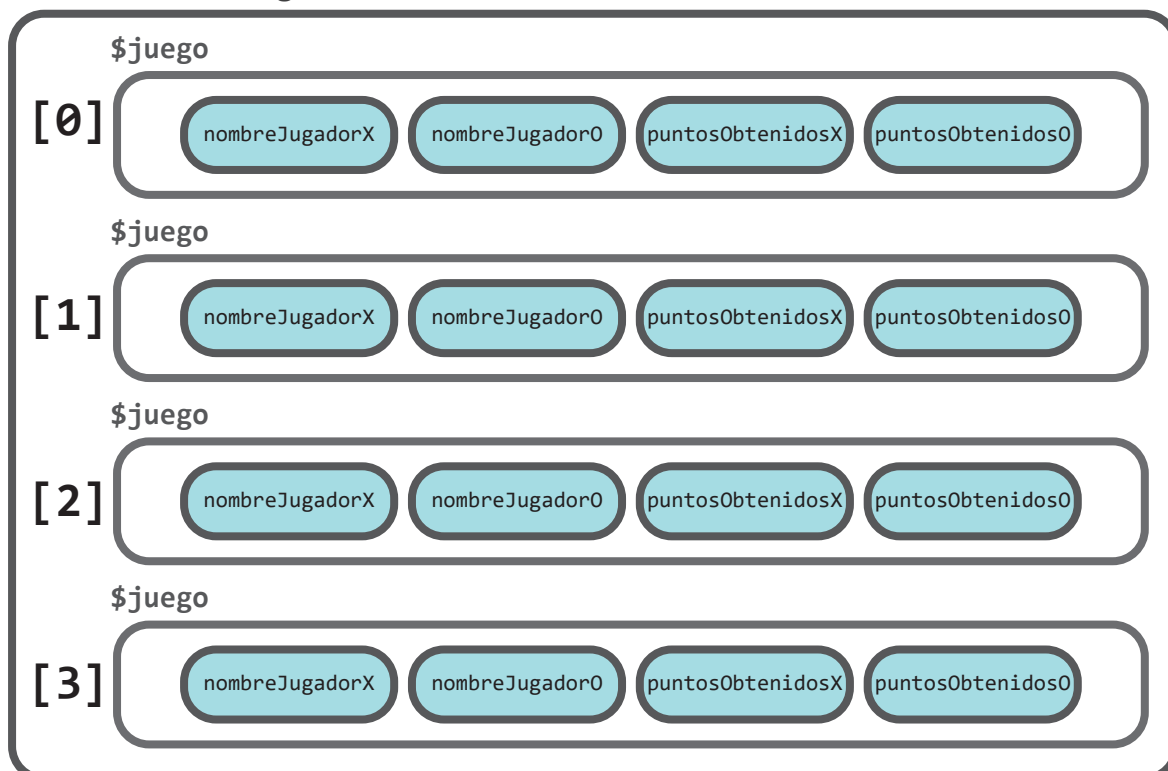 $juego
[0] nombreJugadorX nombreJugadorO puntosObtenidosX puntosObtenidosO
$juego
[1] nombreJugadorX nombreJugadorO puntosObtenidosX puntosObtenidosO
$juego
[2] nombreJugadorX nombreJugadorO puntosObtenidosX puntosObtenidosO
$juego
[3] nombreJugadorX nombreJugadorO puntosObtenidosX puntosObtenidosO